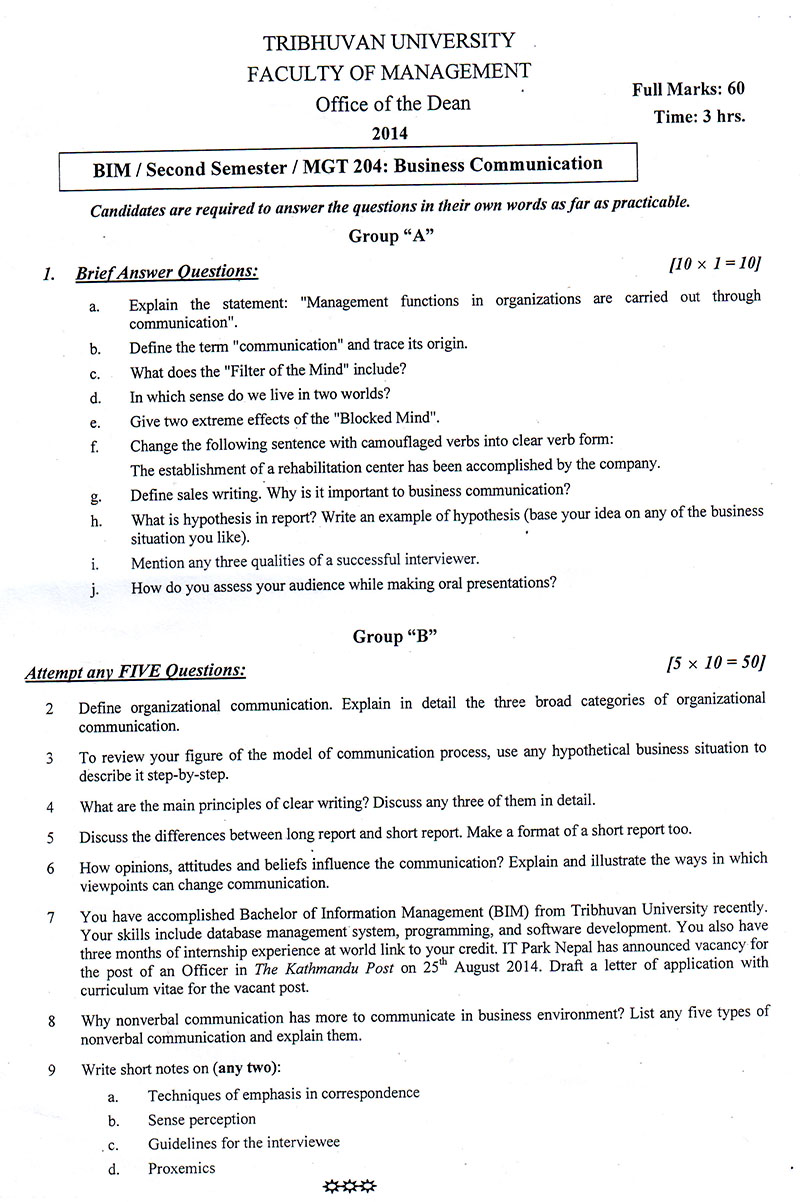 TRIBHUVAN UNIVERSITY
FACULTY OF MANAGEMENT
Office of the Dean
2014
Full Marks: 60
Time: 3 hrs.
BIM / Second Semester / MGT 204: Business Communication
Candidates are required to answer the questions in their own words as far as practicable.
Group “A”
1. Brief Answer Questions: [10 × 1 = 10]
a. Explain the statement: "Management functions in organizations are carried out through
communication".
b. Define the term "communication" and trace its origin.
c. What does the "Filter of the Mind" include?
d. In which sense do we live in two worlds?
e. Give two extreme effects of the "Blocked Mind".
f. Change the following sentence with camouflaged verbs into clear verb form:
The establishment of a rehabilitation center has been accomplished by the company.
g. Define sales writing. Why is it important to business communication?
h. What is hypothesis in report? Write an example of hypothesis (base your idea on any of the business
situation you like).
i. Mention any three qualities of a successful interviewer.
j. How do you assess your audience while making oral presentations?
Group “B”
Attempt any FIVE Questions: [5 × 10 = 50]
2 Define organizational communication. Explain in detail the three broad categories of organizational
communication.
3 To review your figure of the model of communication process, use any hypothetical business situation to
describe it step-by-step.
4 What are the main principles of clear writing? Discuss any three of them in detail.
5 Discuss the differences between long report and short report. Make a format of a short report too.
6 How opinions, attitudes and beliefs influence the communication? Explain and illustrate the ways in which
viewpoints can change communication.
7 You have accomplished Bachelor of Information Management (BIM) from Tribhuvan University recently.
Your skills include database management system, programming, and software development. You also have
three months of internship experience at world link to your credit. IT Park Nepal has announced vacancy for
the post of an Officer in The Kathmandu Post on 25th August 2014. Draft a letter of application with
curriculum vitae for the vacant post.
8 Why nonverbal communication has more to communicate in business environment? List any five types of
nonverbal communication and explain them.
9 Write short notes on (any two):
a. Techniques of emphasis in correspondence
b. Sense perception
c. Guidelines for the interviewee
d. Proxemics